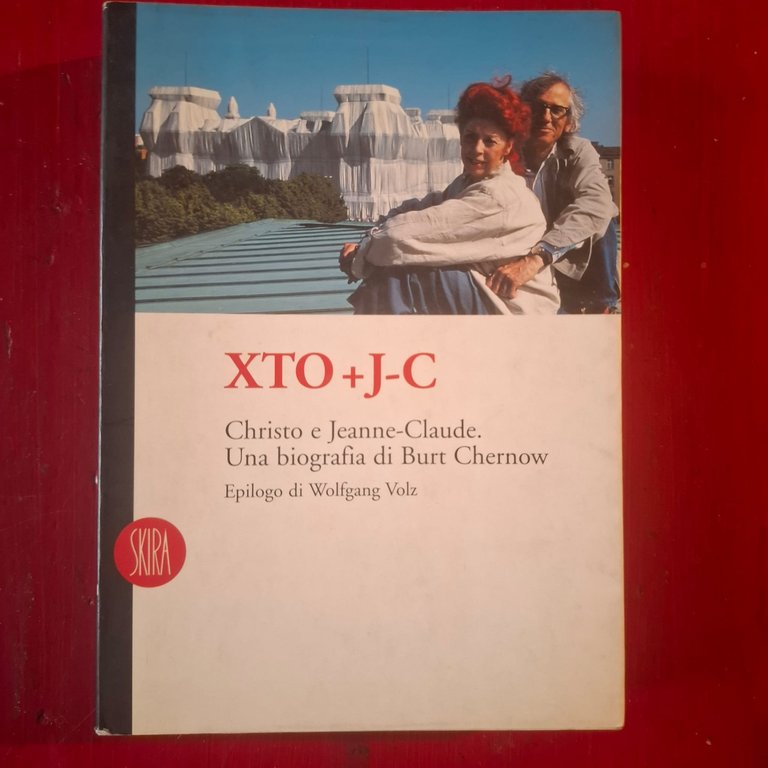 XTO + J-C
Christo e Jeanne-Claude.
Una biografia di Burt Chernow
Epilogo di Wolfgang Volz
SKIRA